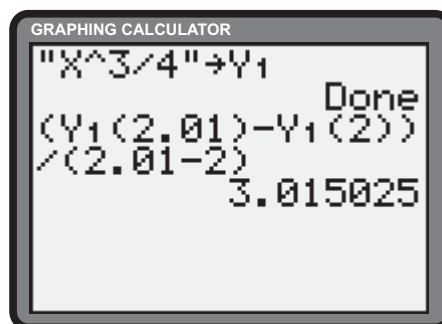 GRAPHING CALCULATOR
"X^3/4"→Y₁
Done
(Y₁(2.01)-Y₁(2))
/(2.01-2)
3.015025